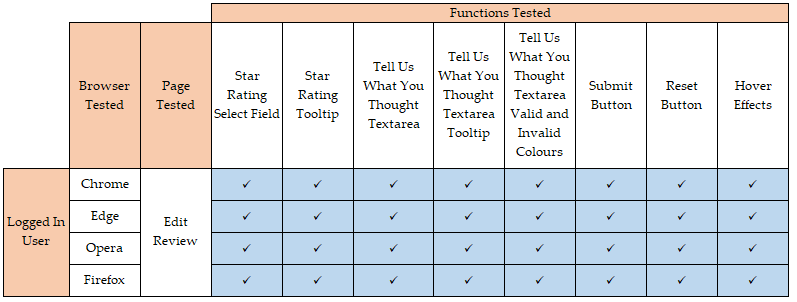 Functions Tested
Browser
Tested
Page
Tested
Star
Rating
Select Field
Star
Rating
Tooltip
Tell Us
What You
Thought
Textarea
Tell Us
What You
Thought
Textarea
Tooltip
Tell Us
What You
Thought
Textarea
Valid and
Invalid
Colours
Submit
Button
Reset
Button
Hover
Effects
Logged In
User
Chrome
Edit
Review
✓ ✓ ✓ ✓ ✓ ✓ ✓ ✓
Edge
✓ ✓ ✓ ✓ ✓ ✓ ✓ ✓
Opera
✓ ✓ ✓ ✓ ✓ ✓ ✓ ✓
Firefox
✓ ✓ ✓ ✓ ✓ ✓ ✓ ✓